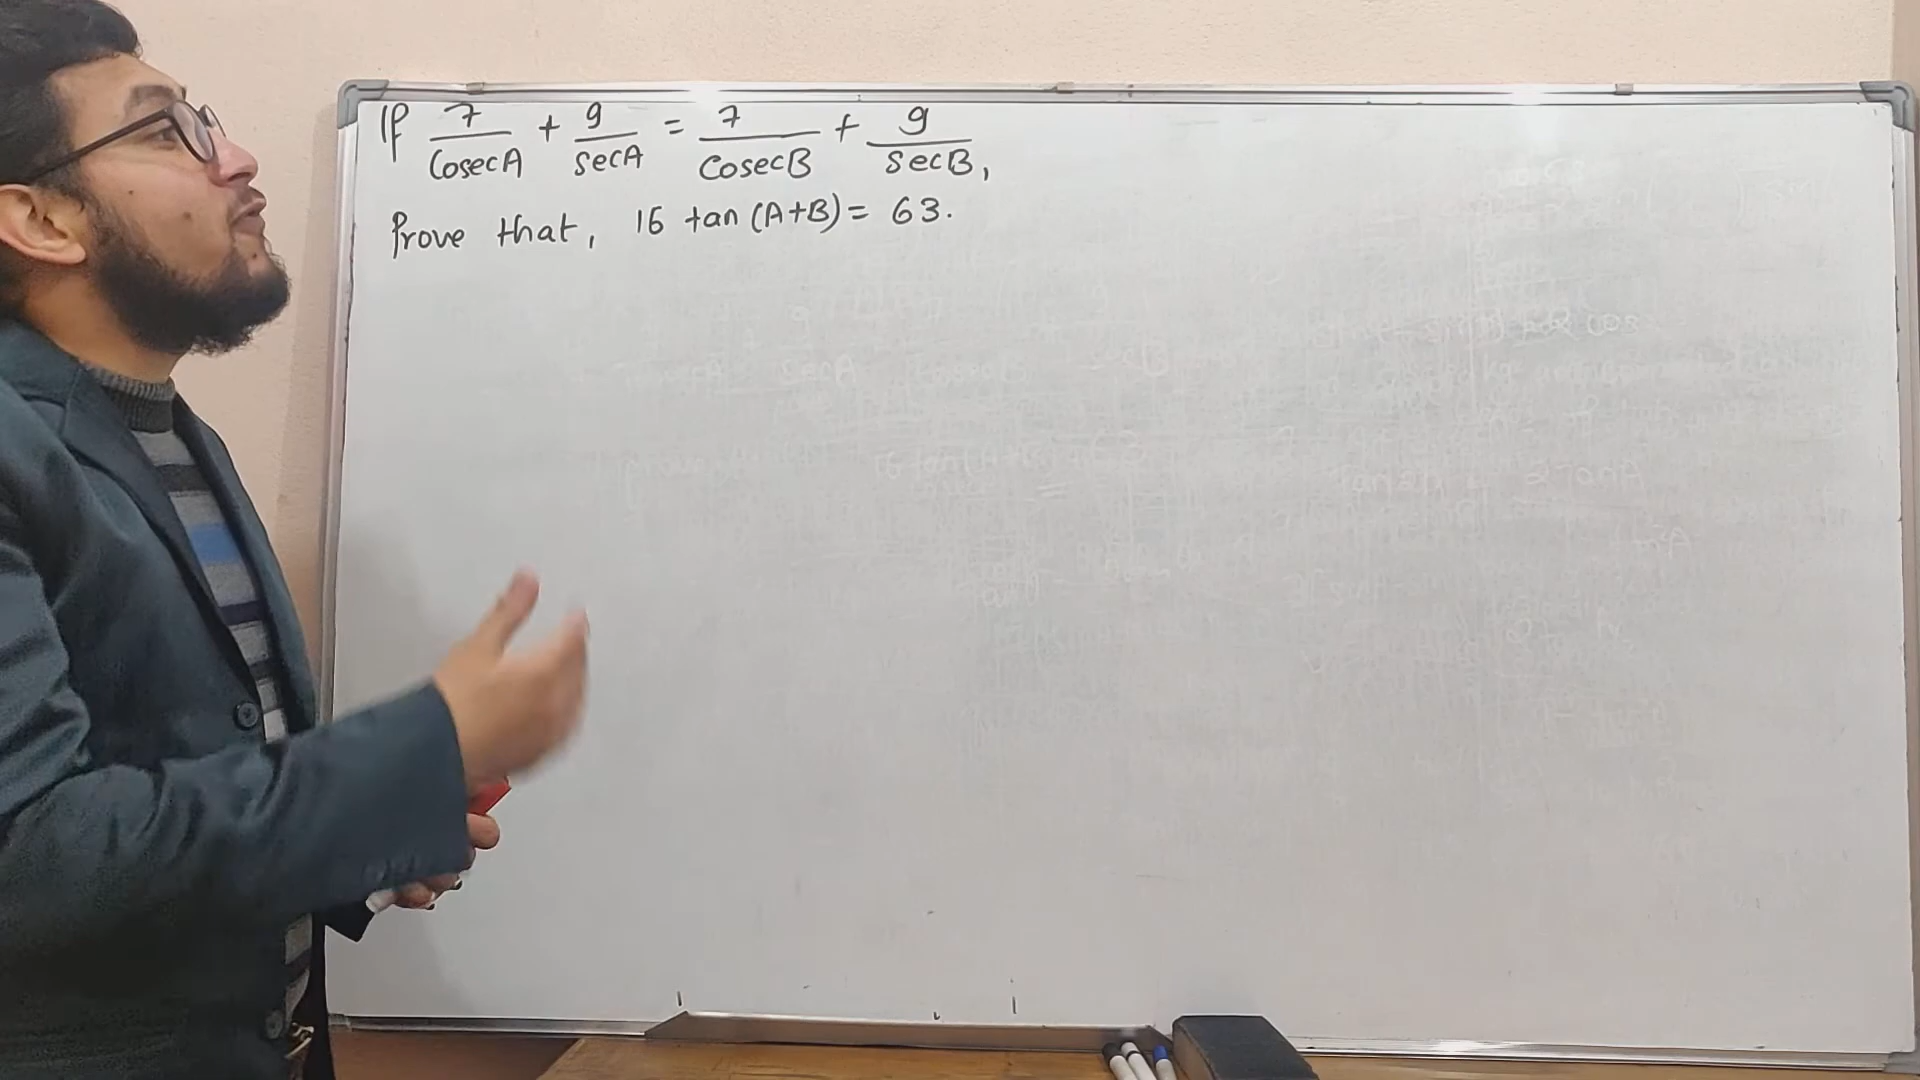 If 7/CosecA + 9/secA = 7/CosecB + 9/SecB,
Prove that, 16 tan (A+B) = 63.